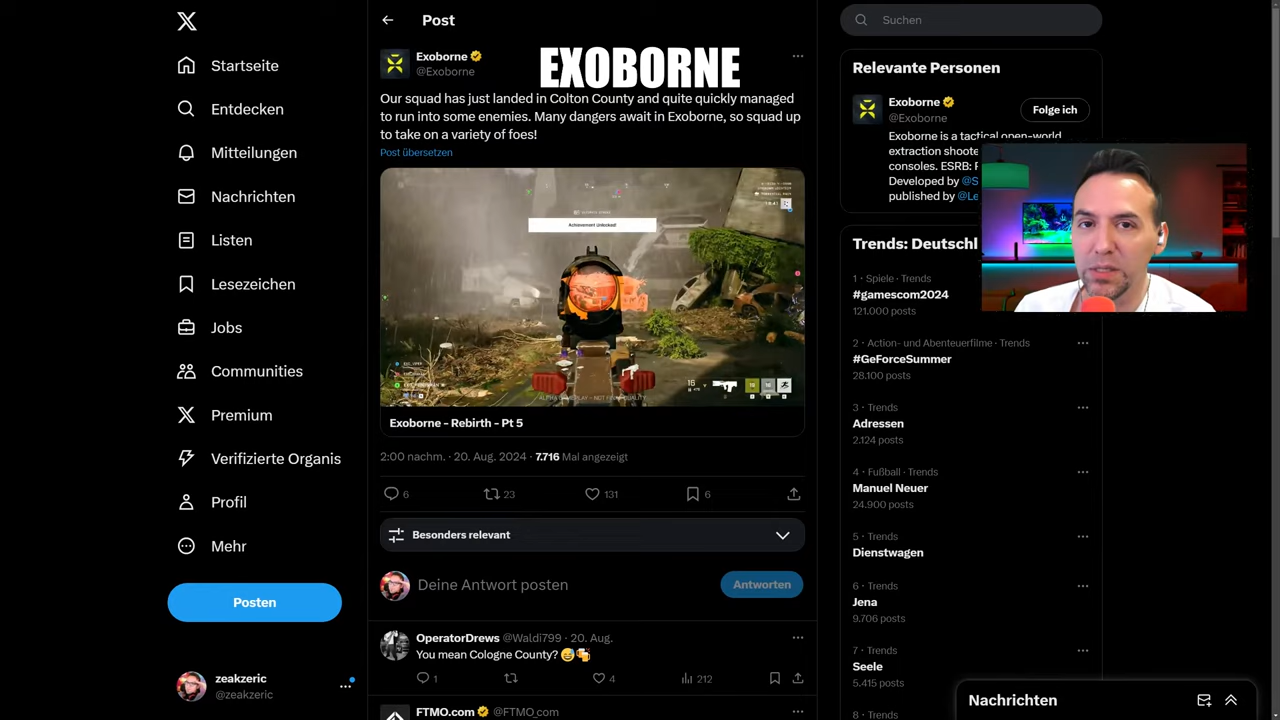 Startseite
Entdecken
Mitteilungen
Nachrichten
Listen
Lesezeichen
Jobs
Communities
Premium
Verifizierte Organis
Profil
Mehr
Posten
zeakzeric
@zeakzeric
Post
EXOBORNE
Exoborne
@Exoborne
Our squad has just landed in Colton County and quite quickly managed
to run into some enemies. Many dangers await in Exoborne, so squad up
to take on a variety of foes!
Post übersetzen
Achievement Unlocked!
15
ALPHA GAMEPLAY - NOT FINAL QUALITY
Exoborne - Rebirth - Pt 5
2:00 nachm. · 20. Aug. 2024 · 7.716 Mal angezeigt
6 23 131 6
Besonders relevant
Deine Antwort posten
Antworten
OperatorDrews @Waldi799 · 20. Aug.
You mean Cologne County? 😅🍻
1 4 212
FTMO.com @FTMO_com
Suchen
Relevante Personen
Exoborne
@Exoborne
Folge ich
Exoborne is a tactical open-world
extraction shoote
consoles. ESRB: 
Developed by @S
published by @Le
Trends: Deutschl
1 · Spiele · Trends
#gamescom2024
121.000 posts
2 · Action- und Abenteuerfilme · Trends
#GeForceSummer
28.100 posts
3 · Trends
Adressen
2.124 posts
4 · Fußball · Trends
Manuel Neuer
24.900 posts
5 · Trends
Dienstwagen
6 · Trends
Jena
9.706 posts
7 · Trends
Seele
5.415 posts
8 · Trends
Nachrichten